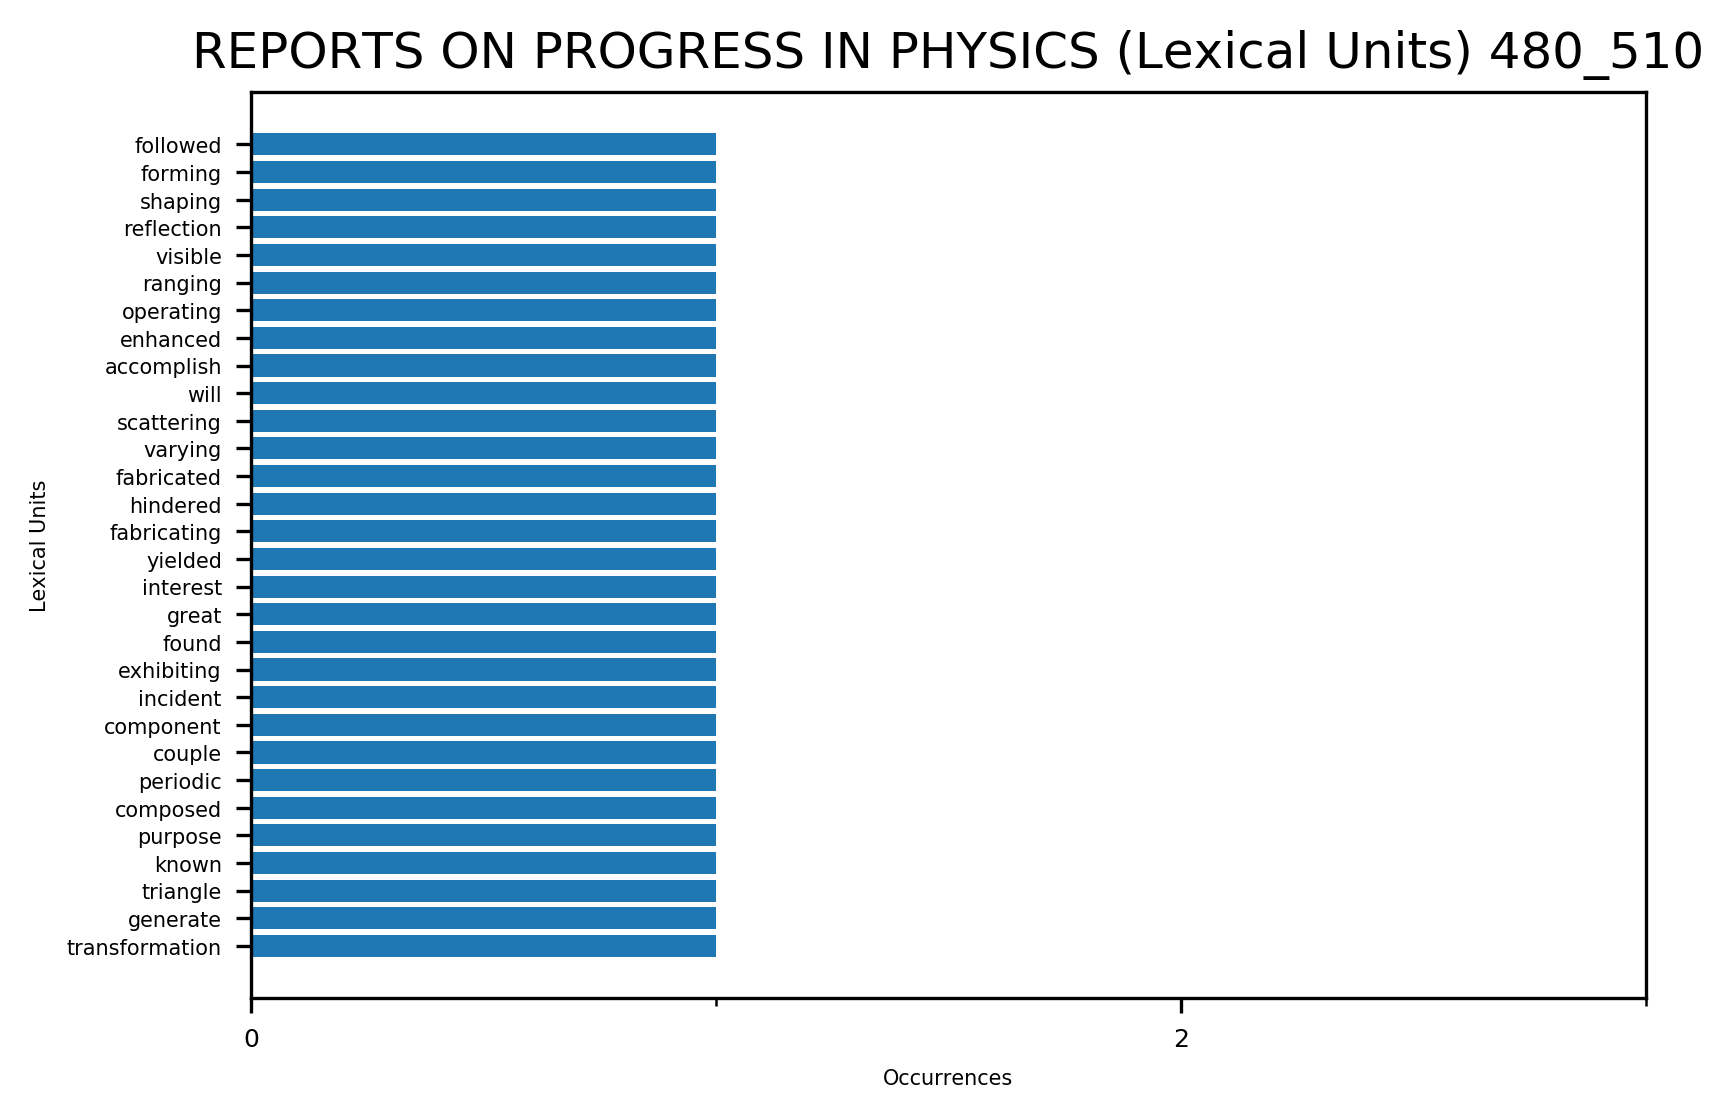 REPORTS ON PROGRESS IN PHYSICS (Lexical Units) 480_510
followed
forming
shaping
reflection
visible
ranging
operating
enhanced
accomplish
will
scattering
varying
fabricated
hindered
fabricating
yielded
interest
great
found
exhibiting
incident
component
couple
periodic
composed
purpose
known
triangle
generate
transformation
Lexical Units
0 2
Occurrences